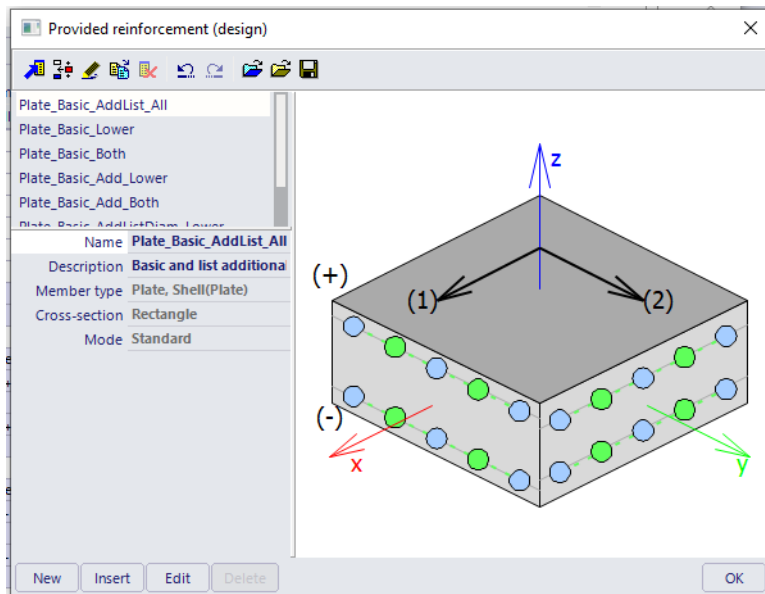 Provided reinforcement (design)
Plate_Basic_AddList_All
Plate_Basic_Lower
Plate_Basic_Both
Plate_Basic_Add_Lower
Plate_Basic_Add_Both
Plate_Basic_AddListDiam_Lower
Name Plate_Basic_AddList_All
Description Basic and list additional
Member type Plate, Shell(Plate)
Cross-section Rectangle
Mode Standard
z
(+)
(1) (2)
(-)
x y
New Insert Edit Delete OK